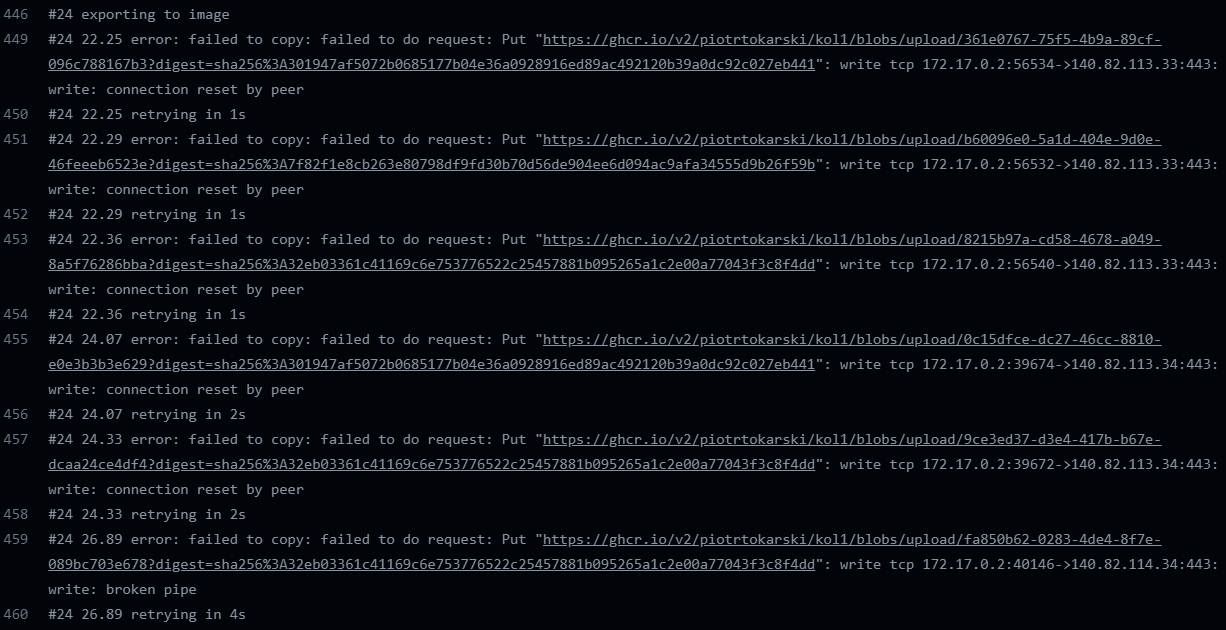 446 #24 exporting to image
449 #24 22.25 error: failed to copy: failed to do request: Put "https://ghcr.io/v2/piotrtokarski/kol1/blobs/upload/361e0767-75f5-4b9a-89cf-
096c788167b3?digest=sha256%3A301947af5072b0685177b04e36a0928916ed89ac492120b39a0dc92c027eb441": write tcp 172.17.0.2:56534->140.82.113.33:443:
write: connection reset by peer
450 #24 22.25 retrying in 1s
451 #24 22.29 error: failed to copy: failed to do request: Put "https://ghcr.io/v2/piotrtokarski/kol1/blobs/upload/b60096e0-5a1d-404e-9d0e-
46feeeb6523e?digest=sha256%3A7f82f1e8cb263e80798df9fd30b70d56de904ee6d094ac9afa34555d9b26f59b": write tcp 172.17.0.2:56532->140.82.113.33:443:
write: connection reset by peer
452 #24 22.29 retrying in 1s
453 #24 22.36 error: failed to copy: failed to do request: Put "https://ghcr.io/v2/piotrtokarski/kol1/blobs/upload/8215b97a-cd58-4678-a049-
8a5f76286bba?digest=sha256%3A32eb03361c41169c6e753776522c25457881b095265a1c2e00a77043f3c8f4dd": write tcp 172.17.0.2:56540->140.82.113.33:443:
write: connection reset by peer
454 #24 22.36 retrying in 1s
455 #24 24.07 error: failed to copy: failed to do request: Put "https://ghcr.io/v2/piotrtokarski/kol1/blobs/upload/0c15dfce-dc27-46cc-8810-
e0e3b3b3e629?digest=sha256%3A301947af5072b0685177b04e36a0928916ed89ac492120b39a0dc92c027eb441": write tcp 172.17.0.2:39674->140.82.113.34:443:
write: connection reset by peer
456 #24 24.07 retrying in 2s
457 #24 24.33 error: failed to copy: failed to do request: Put "https://ghcr.io/v2/piotrtokarski/kol1/blobs/upload/9ce3ed37-d3e4-417b-b67e-
dcaa24ce4df4?digest=sha256%3A32eb03361c41169c6e753776522c25457881b095265a1c2e00a77043f3c8f4dd": write tcp 172.17.0.2:39672->140.82.113.34:443:
write: connection reset by peer
458 #24 24.33 retrying in 2s
459 #24 26.89 error: failed to copy: failed to do request: Put "https://ghcr.io/v2/piotrtokarski/kol1/blobs/upload/fa850b62-0283-4de4-8f7e-
089bc703e678?digest=sha256%3A32eb03361c41169c6e753776522c25457881b095265a1c2e00a77043f3c8f4dd": write tcp 172.17.0.2:40146->140.82.114.34:443:
write: broken pipe
460 #24 26.89 retrying in 4s